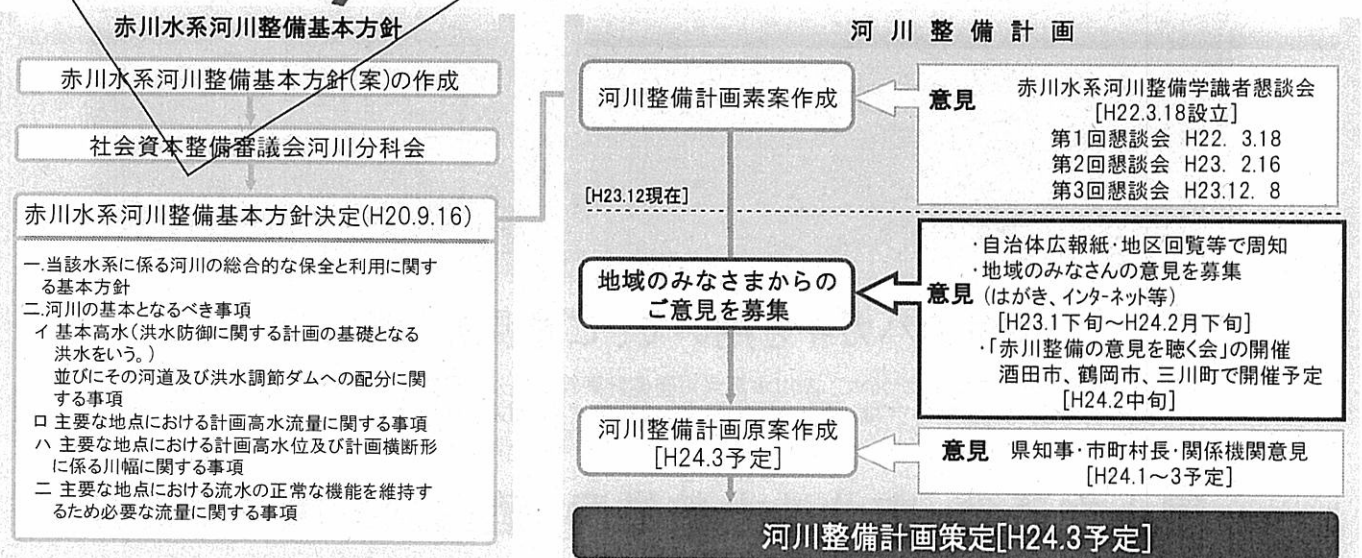 赤川水系河川整備基本方針
赤川水系河川整備基本方針(案)の作成
社会資本整備審議会河川分科会
赤川水系河川整備基本方針決定(H20.9.16)
一.当該水系に係る河川の総合的な保全と利用に関す
る基本方針
二.河川の基本となるべき事項
イ 基本高水(洪水防御に関する計画の基礎となる
洪水をいう。)
並びにその河道及び洪水調節ダムへの配分に関
する事項
ロ 主要な地点における計画高水流量に関する事項
ハ 主要な地点における計画高水位及び計画横断形
に係る川幅に関する事項
ニ 主要な地点における流水の正常な機能を維持す
るため必要な流量に関する事項
河川整備計画
河川整備計画素案作成
意見
赤川水系河川整備学識者懇談会
[H22.3.18設立]
第1回懇談会 H22. 3.18
第2回懇談会 H23. 2.16
第3回懇談会 H23.12. 8
[H23.12現在]
地域のみなさまからの
ご意見を募集
意見
・自治体広報紙・地区回覧等で周知
・地域のみなさんの意見を募集
(はがき、インターネット等)
[H23.1下旬～H24.2月下旬]
・「赤川整備の意見を聴く会」の開催
酒田市、鶴岡市、三川町で開催予定
[H24.2中旬]
河川整備計画原案作成
[H24.3予定]
意見
県知事・市町村長・関係機関意見
[H24.1～3予定]
河川整備計画策定[H24.3予定]